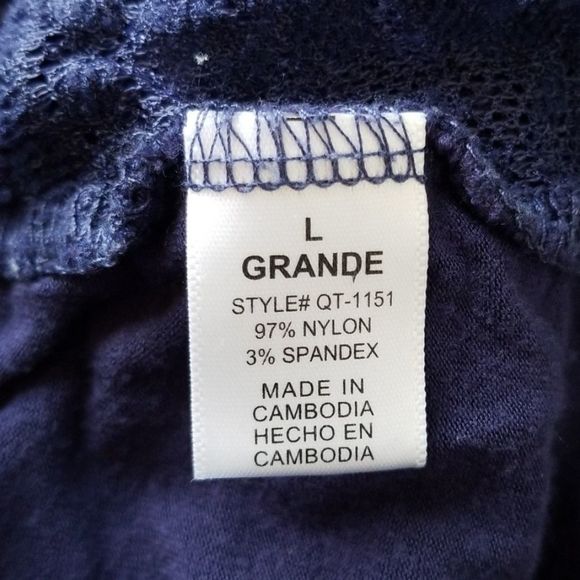 L
GRANDE
STYLE# QT-1151
97% NYLON
3% SPANDEX
MADE IN
CAMBODIA
HECHO EN
CAMBODIA